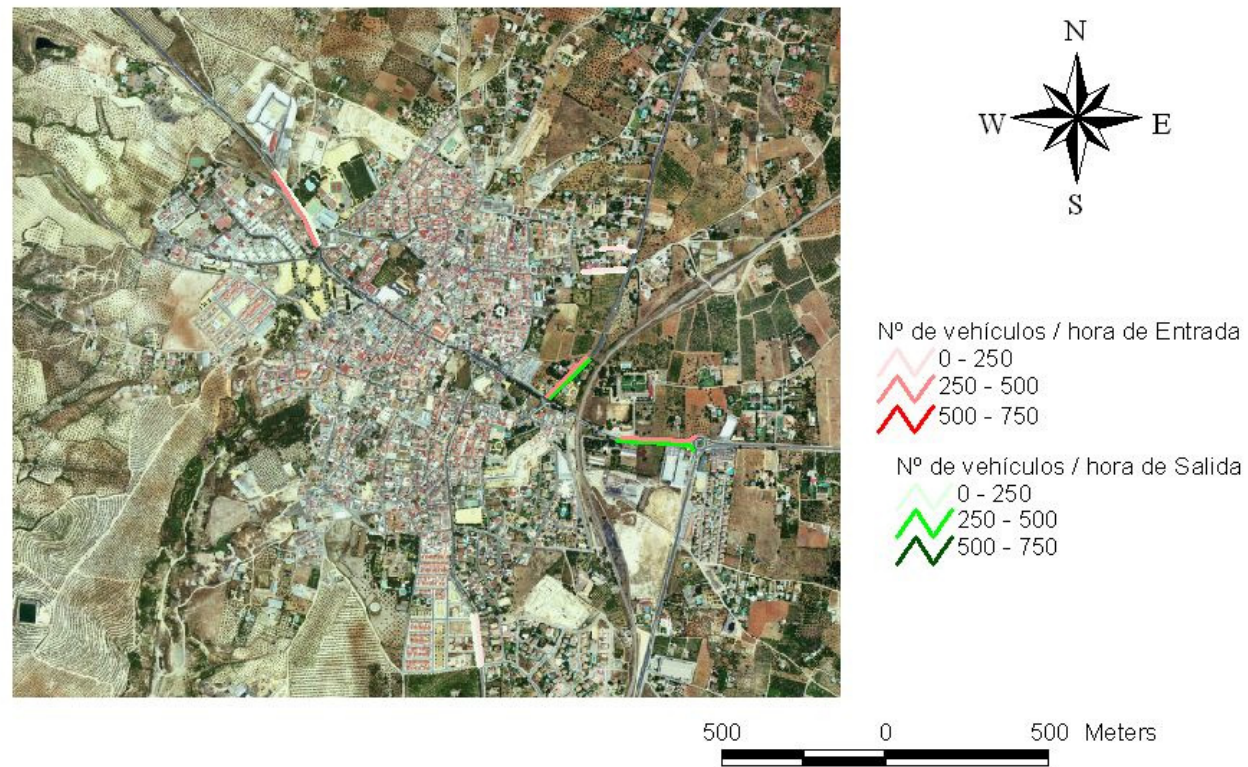 N
W E
S
Nº de vehículos / hora de Entrada
0 - 250
250 - 500
500 - 750
Nº de vehículos / hora de Salida
0 - 250
250 - 500
500 - 750
500 0 500 Meters